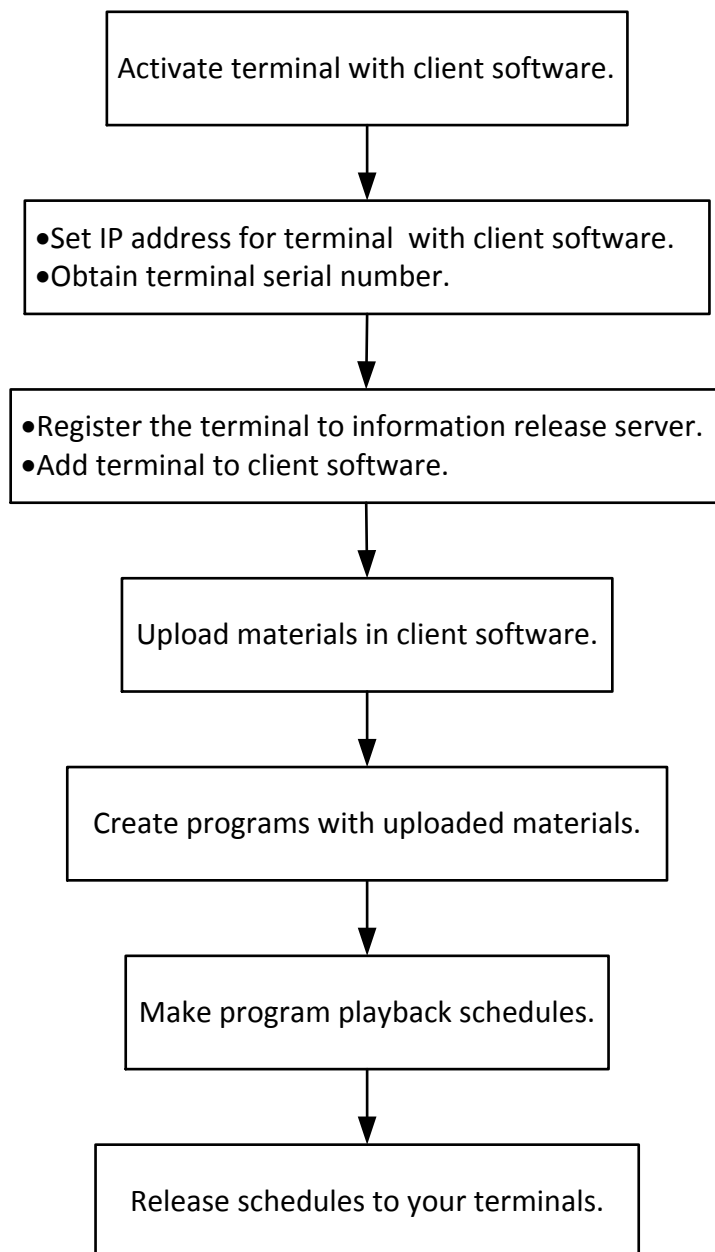 Activate terminal with client software.
•Set IP address for terminal  with client software.
•Obtain terminal serial number.
•Register the terminal to information release server.
•Add terminal to client software.
Upload materials in client software.
Create programs with uploaded materials.
Make program playback schedules.
Release schedules to your terminals.